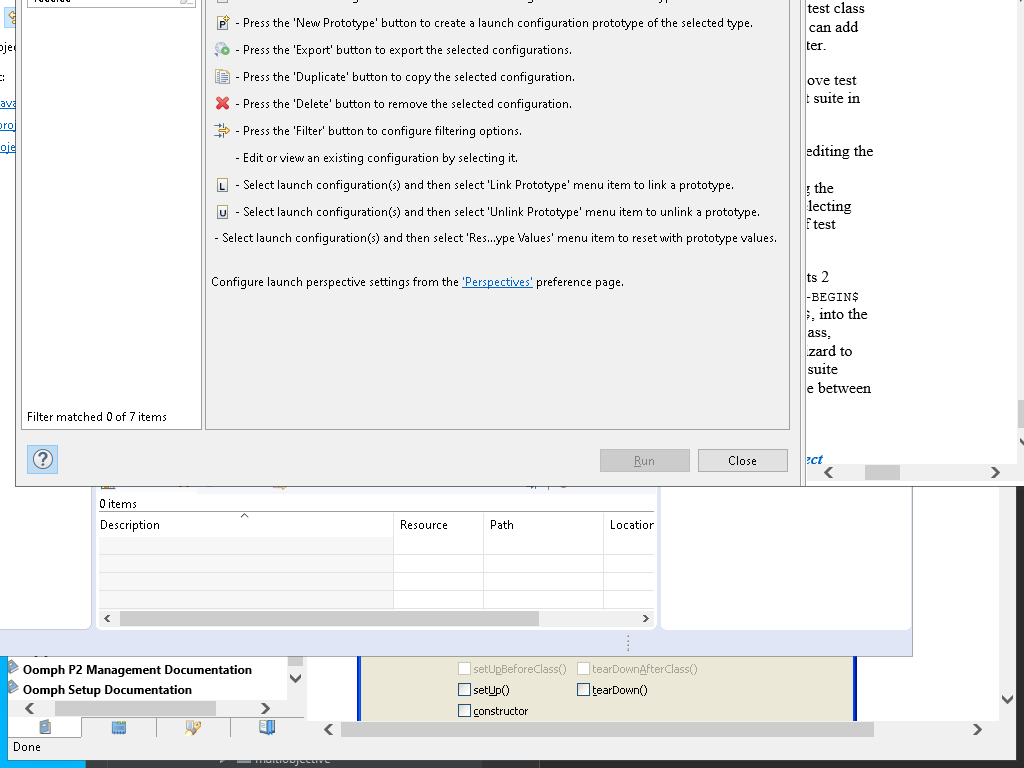 - Press the 'New Prototype' button to create a launch configuration prototype of the selected type.
- Press the 'Export' button to export the selected configurations.
- Press the 'Duplicate' button to copy the selected configuration.
- Press the 'Delete' button to remove the selected configuration.
- Press the 'Filter' button to configure filtering options.
- Edit or view an existing configuration by selecting it.
- Select launch configuration(s) and then select 'Link Prototype' menu item to link a prototype.
- Select launch configuration(s) and then select 'Unlink Prototype' menu item to unlink a prototype.
- Select launch configuration(s) and then select 'Res...ype Values' menu item to reset with prototype values.
Configure launch perspective settings from the 'Perspectives' preference page.
Filter matched 0 of 7 items
Run
Close
test class
can add
ter.
ove test
t suite in
editing the
g the
lecting
f test
ts 2
-BEGIN$
$, into the
ass,
zard to
suite
e between
ect
0 items
Description
Resource
Path
Location
Oomph P2 Management Documentation
Oomph Setup Documentation
Done
setUpBeforeClass()
tearDownAfterClass()
setUp()
tearDown()
constructor
multiobjective